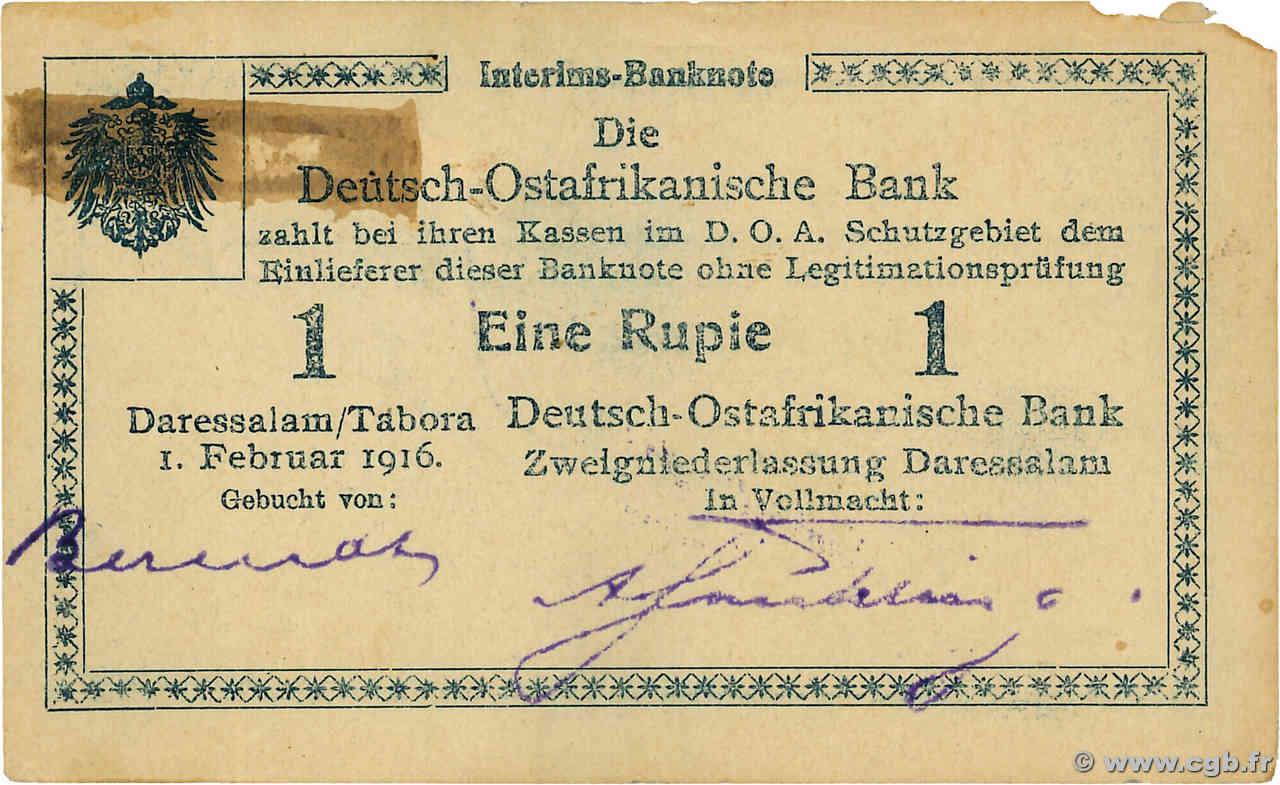 Interims-Banknote
Die
Deutsch-Ostafrikanische Bank
zahlt bei ihren Kassen im D. O. A. Schutzgebiet dem
Einlieferer dieser Banknote ohne Legitimationsprüfung
1 Eine Rupie 1
Daressalam/Tabora
1. Februar 1916.
Gebucht von:
Deutsch-Ostafrikanische Bank
Zweigniederlassung Daressalam
In Vollmacht:
© www.cgb.fr